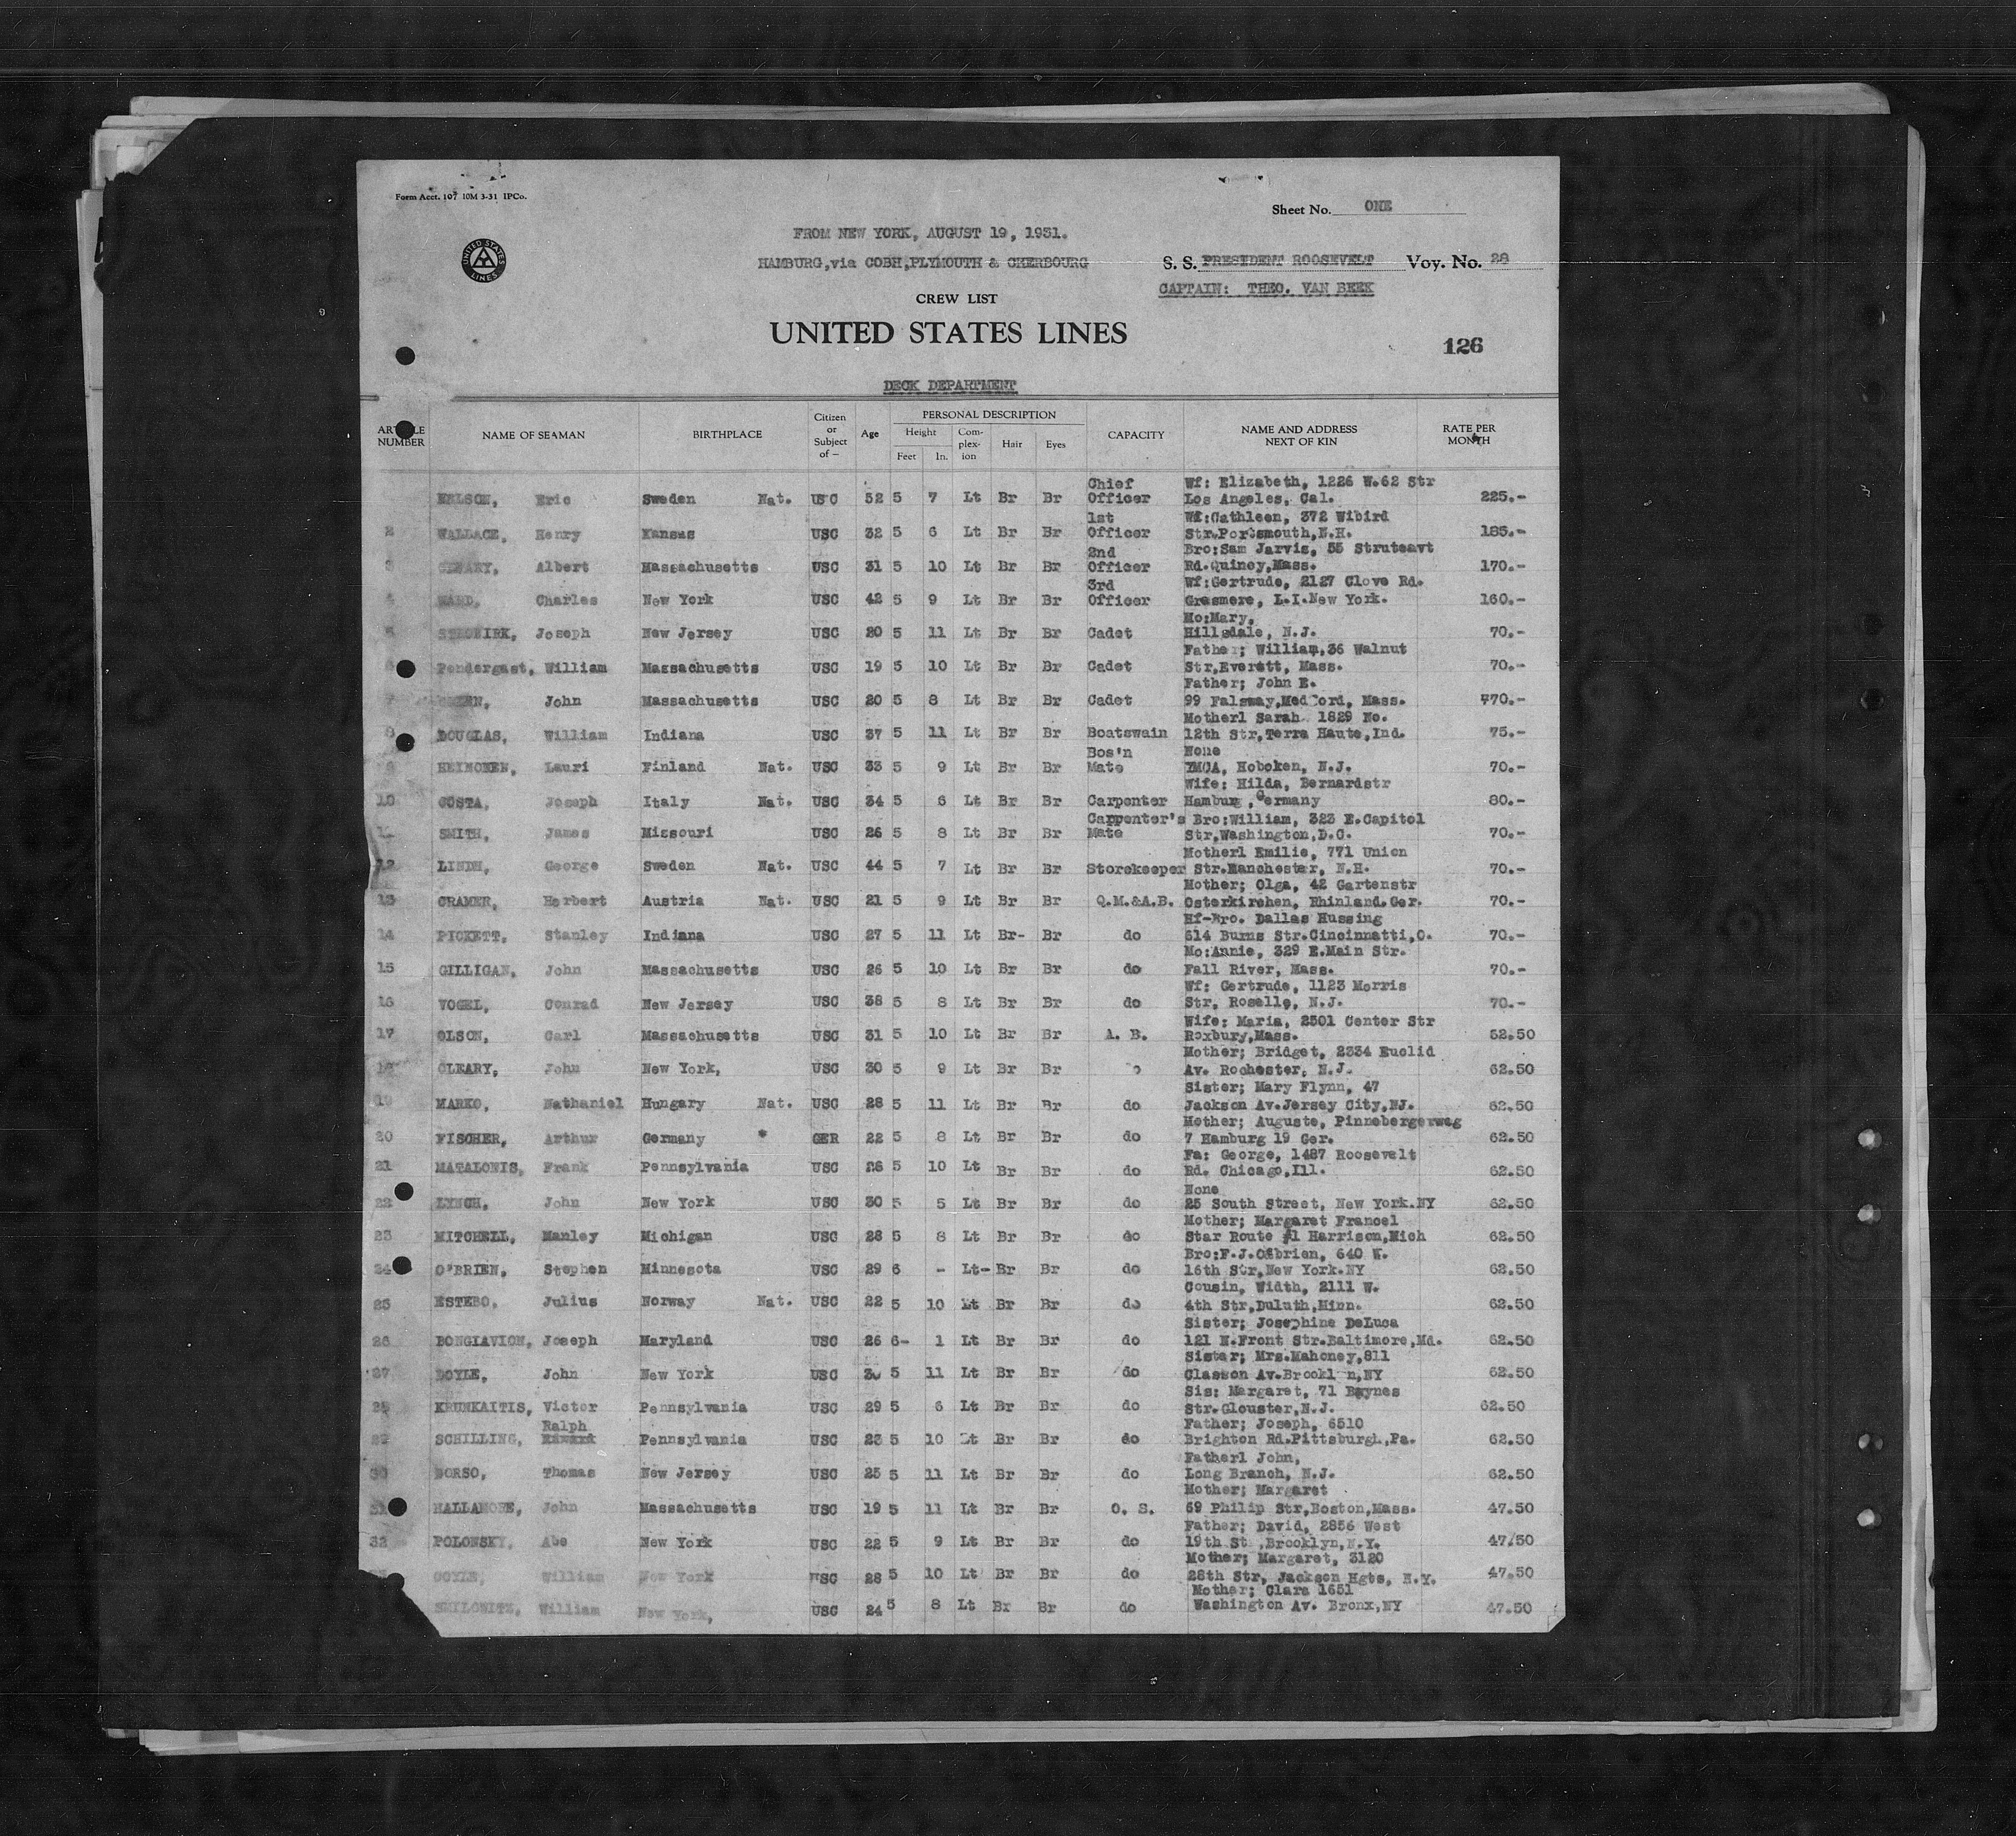 Form Acct. 107 10M 3-31 IPCo.
Sheet No. ONE
FROM NEW YORK, AUGUST 19, 1931.
UNITED STATES LINES
HAMBURG,via COBH,PLYMOUTH & CHERBOURG S. S. PRESIDENT ROOSEVELT Voy. No. 28
CAPTAIN: THEO. VAN BEEK
CREW LIST
UNITED STATES LINES
126
DECK DEPARTMENT
ARTICLE NUMBER NAME OF SEAMAN BIRTHPLACE Citizen or Subject of — Age PERSONAL DESCRIPTION Height Feet In. Complexion Hair Eyes CAPACITY NAME AND ADDRESS NEXT OF KIN RATE PER MONTH
Chief Wf: Elizabeth, 1226 W.62 Str
NELSON, Eric Sweden Nat. USC 52 5 7 Lt Br Br Officer Los Angeles, Cal. 225.-
1st Wf:Cathleen, 372 Wibird
2 WALLACE, Henry Kansas USC 32 5 6 Lt Br Br Officer Str.Portsmouth,N.H. 185.-
2nd Bro:Sam Jarvis, 55
3 Albert Massachusetts USC 31 5 10 Lt Br Br Officer Rd.Quincy,Mass. 170.-
3rd Wf:Gertrude, 2127 Clove Rd.
4 WARD, Charles New York USC 42 5 9 Lt Br Br Officer Grasmere, L.I.New York. 160.-
Mo:Mary,
5 Joseph New Jersey USC 20 5 11 Lt Br Br Cadet Hillsdale, N.J. 70.-
Father; William,36 Walnut
6 Pendergast, William Massachusetts USC 19 5 10 Lt Br Br Cadet Str,Everett, Mass. 70.-
Father; John E.
7 John Massachusetts USC 20 5 8 Lt Br Br Cadet 99 Falsway,Medford, Mass. 770.-
Motherl Sarah 1829 No.
8 DOUGLAS, William Indiana USC 37 5 11 Lt Br Br Boatswain 12th Str,Terra Haute,Ind. 75.-
Bos'n None
9 HEINONEN, Lauri Finland Nat. USC 33 5 9 Lt Br Br Mate YMCA, Hoboken, N.J. 70.-
Wife: Hilda, Bernardstr
10 COSTA, Joseph Italy Nat. USC 34 5 6 Lt Br Br Carpenter Hamburg,Germany 80.-
Carpenter's Bro:William, 323 E.Capitol
11 SMITH, James Missouri USC 26 5 8 Lt Br Br Mate Str,Washington,D.C. 70.-
Motherl Emilie, 771 Union
12 LINDH, George Sweden Nat. USC 44 5 7 Lt Br Br Storekeeper Str.Manchester, N.H. 70.-
Mother; Olga, 42 Gartenstr
13 CRAMER, Herbert Austria Nat. USC 21 5 9 Lt Br Br Q.M.&A.B. Osterkirchen, Rhinland.Ger. 70.-
Hf-Bro. Dallas Hussing
14 PICKETT, Stanley Indiana USC 27 5 11 Lt Br- Br do 614 Burns Str.Cincinnatti,O. 70.-
Mo:Annie, 329 E.Main Str.
15 GILLIGAN, John Massachusetts USC 26 5 10 Lt Br Br do Fall River, Mass. 70.-
Wf: Gertrude, 1123 Morris
16 VOGEL, Conrad New Jersey USC 38 5 8 Lt Br Br do Str, Roselle, N.J. 70.-
Wife: Maria, 2501 Center Str
17 OLSON, Carl Massachusetts USC 31 5 10 Lt Br Br A. B. Roxbury,Mass. 62.50
Mother; Bridget, 2334 Euclid
18 CLEARY, John New York, USC 30 5 9 Lt Br Br Av. Rochester, N.J. 62.50
Sister; Mary Flynn, 47
19 MARKO, Nathaniel Hungary Nat. USC 28 5 11 Lt Br Br do Jackson Av.Jersey City,NJ. 62.50
Mother; Auguste, Pinnebergerweg
20 FISCHER, Arthur Germany * GER 22 5 8 Lt Br Br do 7 Hamburg 19 Ger. 62.50
Fa: George, 1487 Roosevelt
21 MATALONIS, Frank Pennsylvania USC 26 5 10 Lt Br Br do Rd. Chicago,Ill. 62.50
None
22 LYNCH, John New York USC 30 5 5 Lt Br Br do 25 South Street, New York.NY 62.50
Mother; Margaret Francel
23 MITCHELL, Manley Michigan USC 28 5 8 Lt Br Br do Star Route #1 Harrison,Mich 62.50
Bro:F.J.O'Brien, 640 W.
24 O'BRIEN, Stephen Minnesota USC 29 6 - Lt- Br Br do 16th Str,New York.NY 62.50
Cousin, Width, 2111 W.
25 ESTEBO, Julius Norway Nat. USC 22 5 10 Lt Br Br do 4th Str,Duluth,Minn. 62.50
Sister; Josephine DeLuca
26 BONGIAVION, Joseph Maryland USC 26 6- 1 Lt Br Br do 121 N.Front Str.Baltimore,Md. 62.50
Sister; Mrs.Mahoney,811
27 DOYLE, John New York USC 30 5 11 Lt Br Br do Classon Av.Brooklyn,NY 62.50
Sis: Margaret, 71 Baynes
28 KRUNKAITIS, Victor Pennsylvania USC 29 5 6 Lt Br Br do Str.Glouster,N.J. 62.50
Ralph Father; Joseph, 6510
SCHILLING, Edward Pennsylvania USC 23 5 10 Lt Br Br do Brighton Rd.Pittsburgh,Pa. 62.50
Fatherl John,
30 BORSO, Thomas New Jersey USC 25 5 11 Lt Br Br do Long Branch, N.J. 62.50
Mother; Margaret
31 HALLAMORE, John Massachusetts USC 19 5 11 Lt Br Br O. S. 69 Philip Str,Boston,Mass. 47.50
Father; David, 2856 West
32 POLONSKY, Abe New York USC 22 5 9 Lt Br Br do 19th St ,Brooklyn,N.Y. 47/50
Mother; Margaret, 3120
William New York USC 28 5 10 Lt Br Br do 28th Str, Jackson Hgts, N.Y. 47.50
Mother; Clara 1651
SMILOWITZ, William New York, USC 24 5 8 Lt Br Br do Washington Av. Bronx,NY 47.50